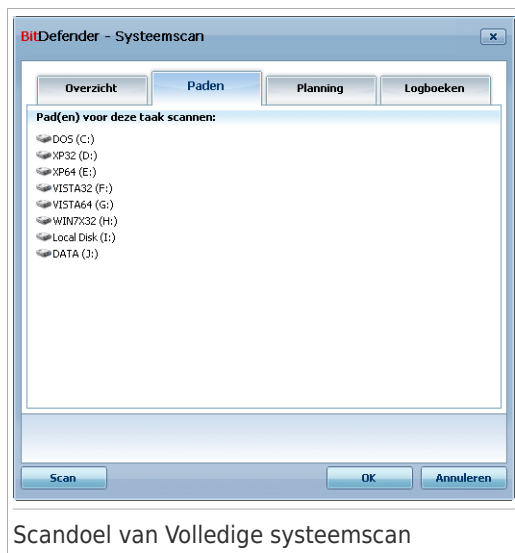 BitDefender - Systeemscan
Overzicht Paden Planning Logboeken
Pad(en) voor deze taak scannen:
DOS (C:)
XP32 (D:)
XP64 (E:)
VISTA32 (F:)
VISTA64 (G:)
WIN7X32 (H:)
Local Disk (I:)
DATA (J:)
Scan OK Annuleren
Scandoel van Volledige systeemscan